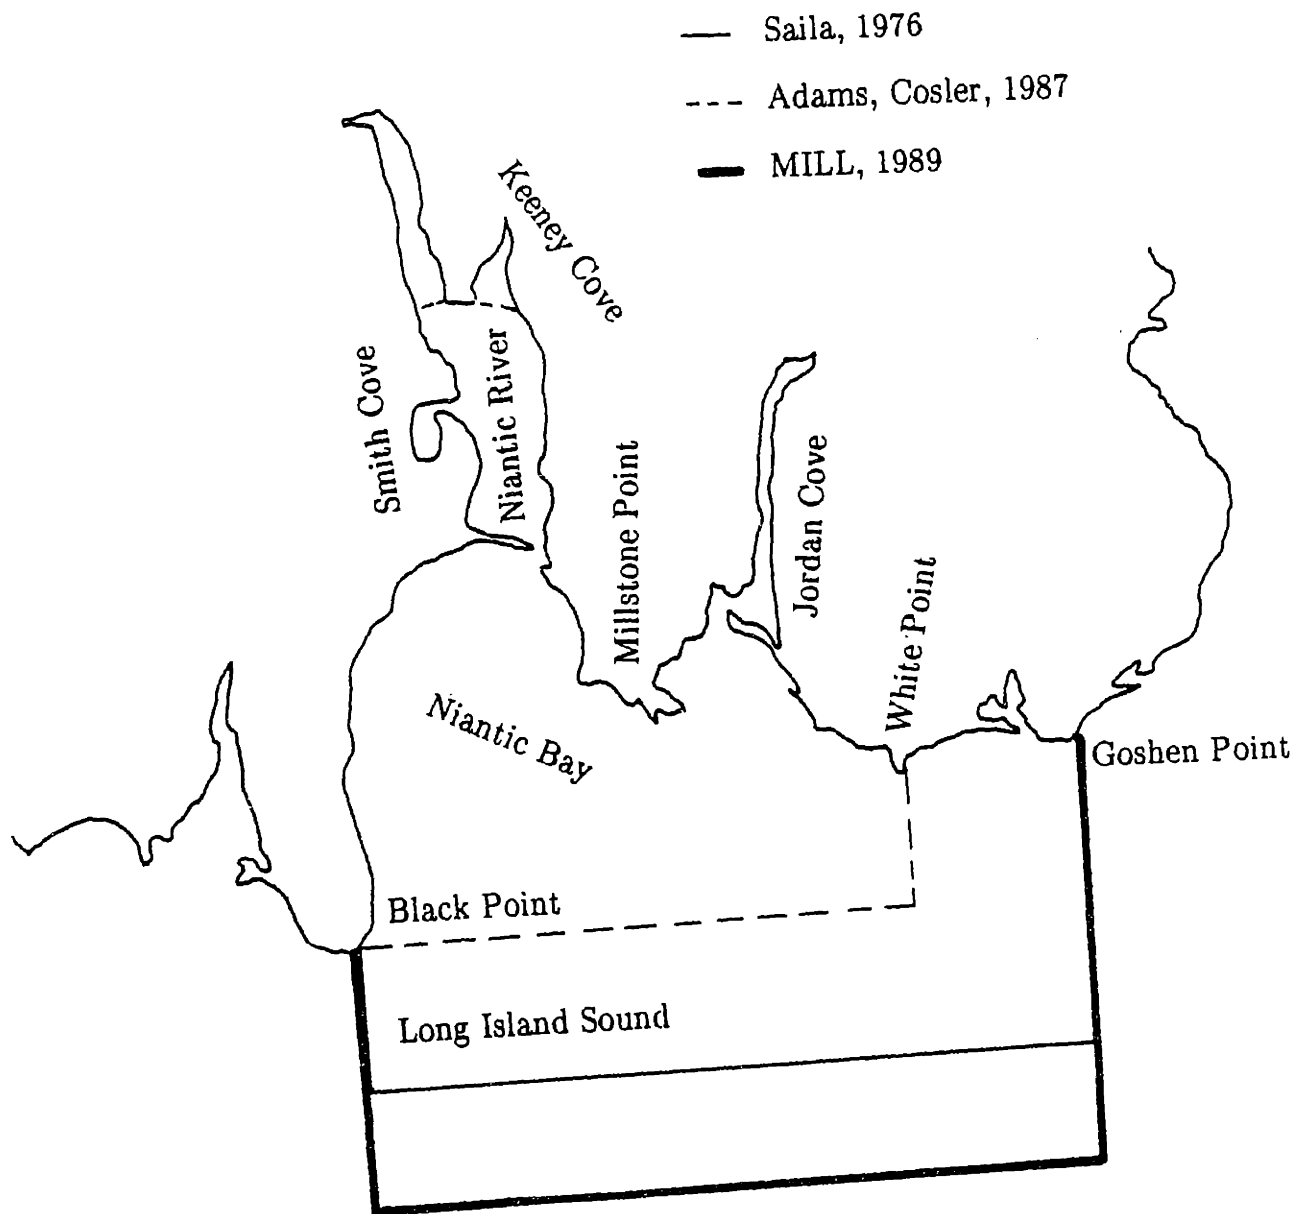 Saila, 1976
Adams, Cosler, 1987
MILL, 1989
Keeney Cove
Smith Cove
Niantic River
Millstone Point
Jordan Cove
White Point
Niantic Bay
Goshen Point
Black Point
Long Island Sound